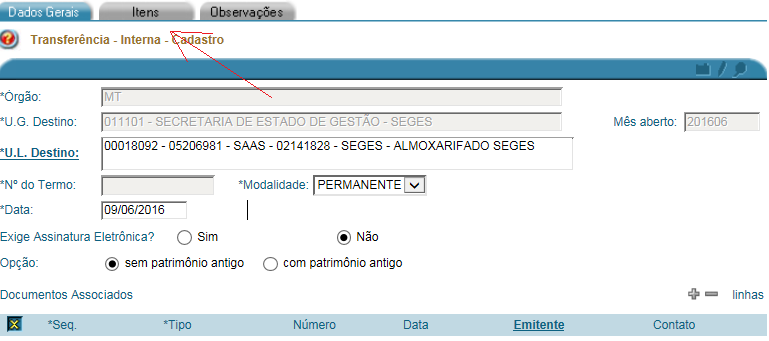 Dados Gerais Itens Observações
Transferência - Interna - Cadastro
*Órgão: MT
*U.G. Destino: 011101 - SECRETARIA DE ESTADO DE GESTÃO - SEGES Mês aberto: 201606
*U.L. Destino: 00018092 - 05206981 - SAAS - 02141828 - SEGES - ALMOXARIFADO SEGES
*Nº do Termo: *Modalidade: PERMANENTE
*Data: 09/06/2016
Exige Assinatura Eletrônica? Sim Não
Opção: sem patrimônio antigo com patrimônio antigo
Documentos Associados linhas
*Seq. *Tipo Número Data Emitente Contato